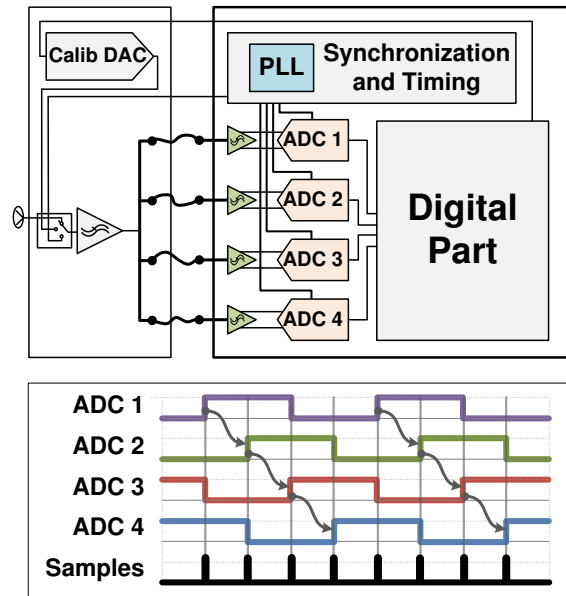 Calib DAC
PLL
Synchronization
and Timing
ADC 1
ADC 2
ADC 3
ADC 4
Digital
Part
ADC 1
ADC 2
ADC 3
ADC 4
Samples